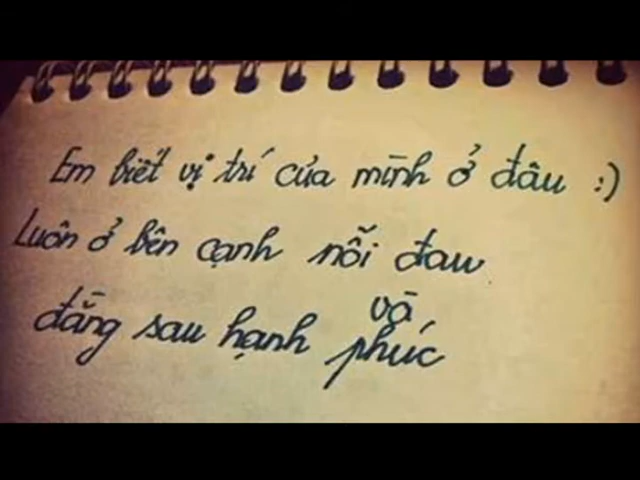 Em biết vị trí của mình ở đâu :)
Luôn ở bên cạnh nỗi đau
và
đằng sau hạnh phúc